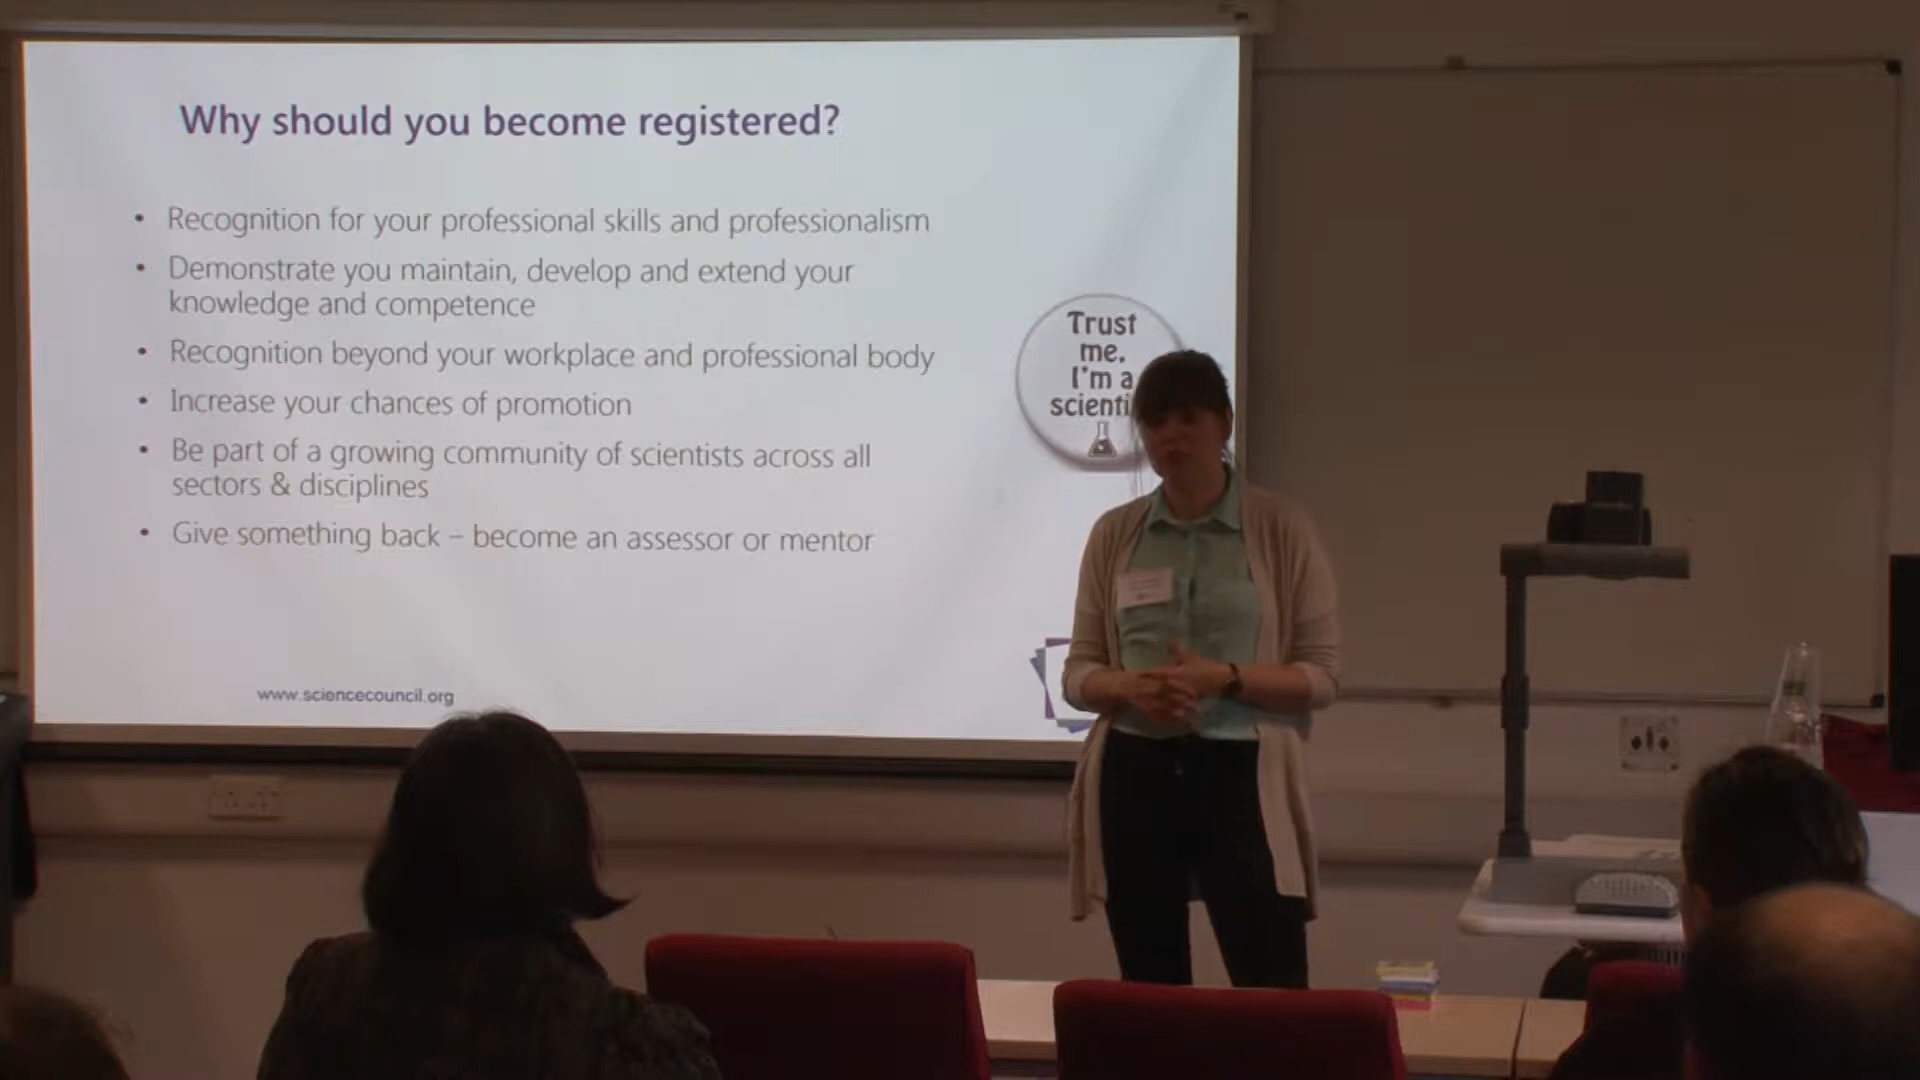 Why should you become registered?
• Recognition for your professional skills and professionalism
• Demonstrate you maintain, develop and extend your
knowledge and competence
• Recognition beyond your workplace and professional body
• Increase your chances of promotion
• Be part of a growing community of scientists across all
sectors & disciplines
• Give something back – become an assessor or mentor
Trust
me.
I'm a
scienti
www.sciencecouncil.org